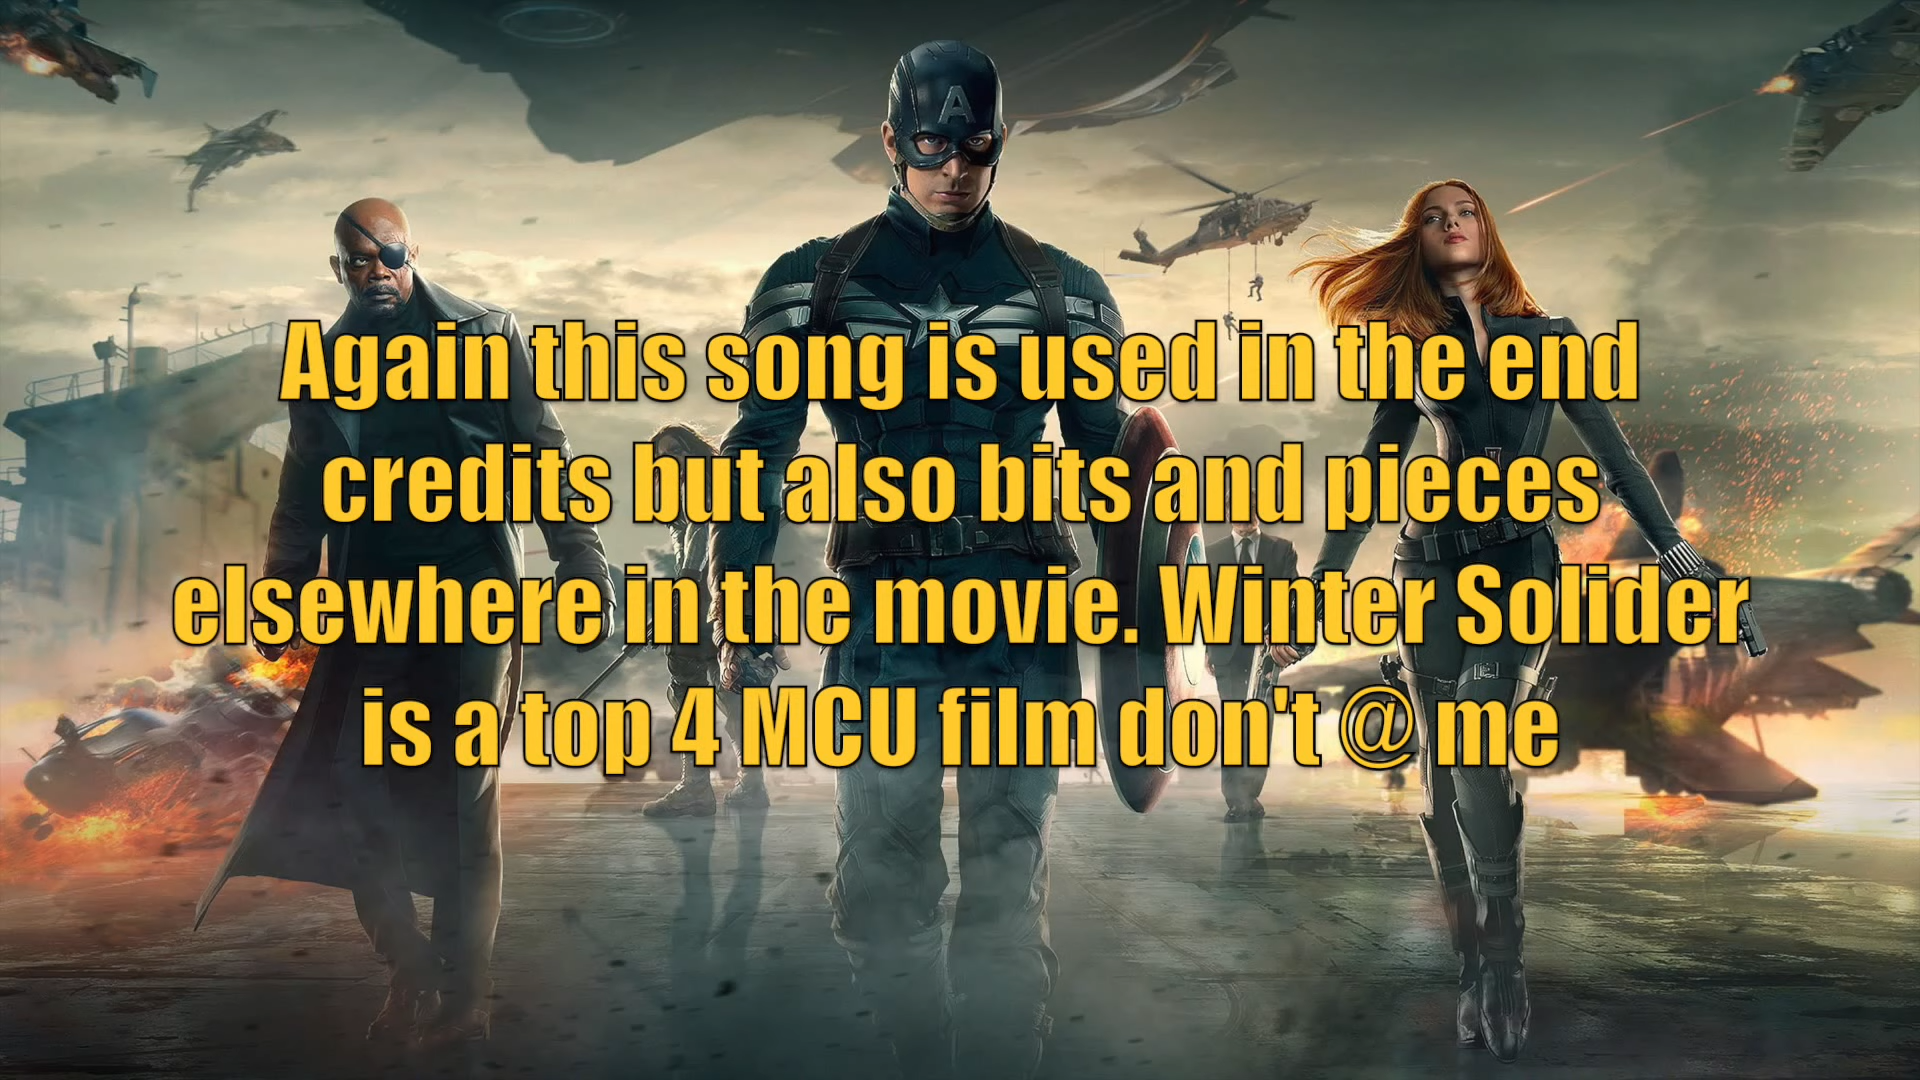 A
Again this song is used in the end
credits but also bits and pieces
elsewhere in the movie. Winter Solider
is a top 4 MCU film don't @ me